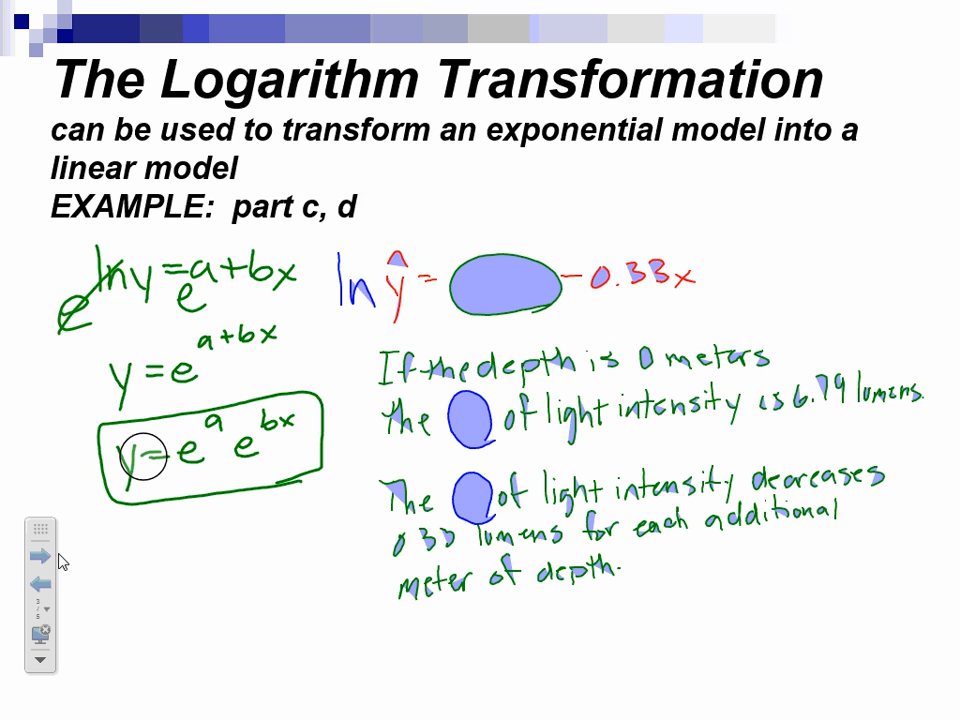 The Logarithm Transformation
can be used to transform an exponential model into a
linear model
EXAMPLE: part c, d
e^ln y = e^a+bx
ln ŷ = − 0.33x
y = e^a+bx
y = e^a e^bx
If the depth is 0 meters
the of light intensity is 6.79 lumens.
The of light intensity decreases
0.33 lumens for each additional
meter of depth.
3
/
5